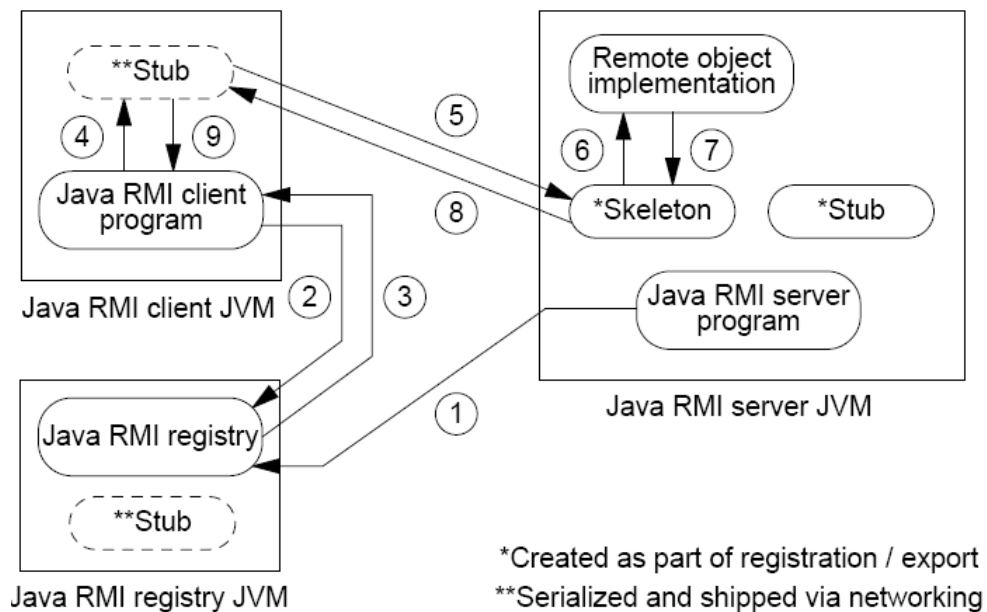 **Stub
4
9
Java RMI client
program
Java RMI client JVM
2
3
5
8
Remote object
implementation
6
7
*Skeleton
*Stub
Java RMI server
program
Java RMI server JVM
1
Java RMI registry
**Stub
Java RMI registry JVM
*Created as part of registration / export
**Serialized and shipped via networking